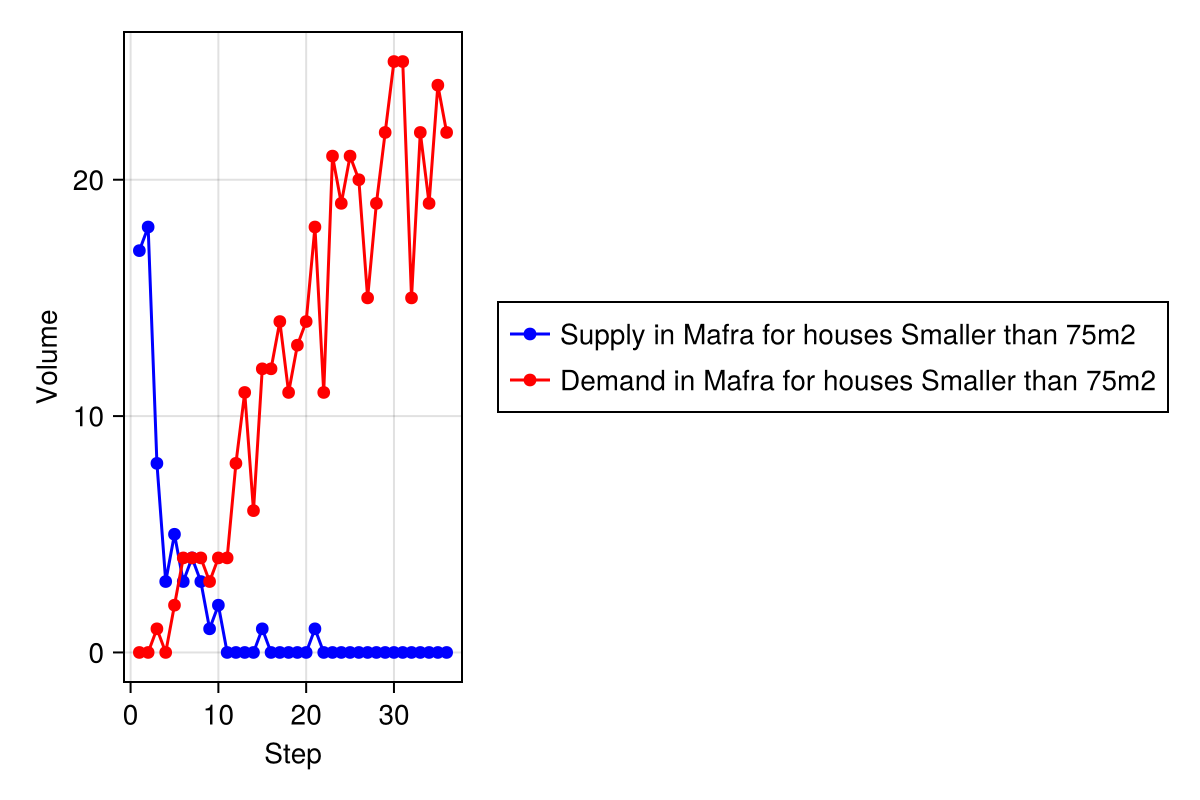 Volume
20
10
0
0 10 20 30
Step
Supply in Mafra for houses Smaller than 75m2
Demand in Mafra for houses Smaller than 75m2